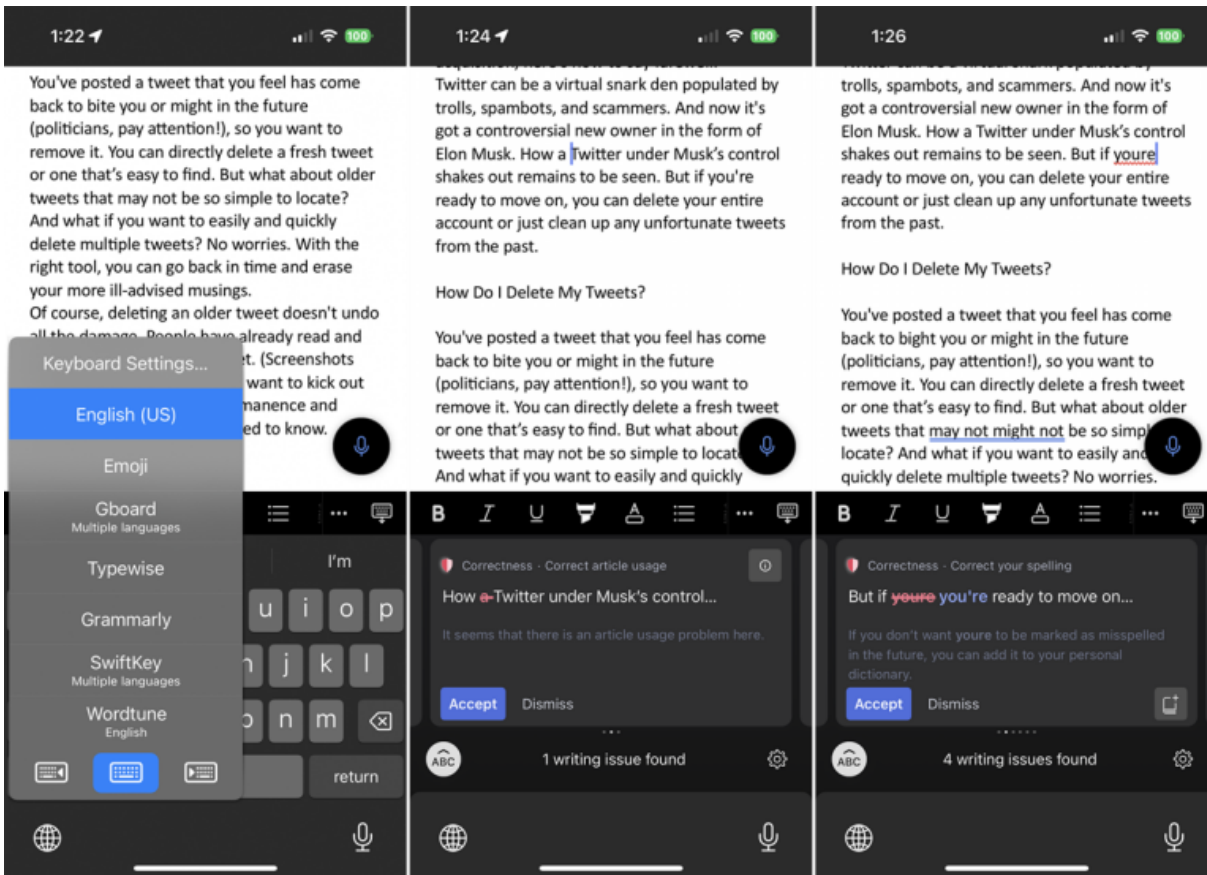 1:22
100
You've posted a tweet that you feel has come
back to bite you or might in the future
(politicians, pay attention!), so you want to
remove it. You can directly delete a fresh tweet
or one that's easy to find. But what about older
tweets that may not be so simple to locate?
And what if you want to easily and quickly
delete multiple tweets? No worries. With the
right tool, you can go back in time and erase
your more ill-advised musings.
Of course, deleting an older tweet doesn't undo
all the damage. People have already read and
et. (Screenshots
want to kick out
manence and
ed to know.
Keyboard Settings...
English (US)
Emoji
Gboard
Multiple languages
Typewise
Grammarly
SwiftKey
Multiple languages
Wordtune
English
I'm
u i o p
h j k l
b n m
return
1:24
100
Twitter can be a virtual snark den populated by
trolls, spambots, and scammers. And now it's
got a controversial new owner in the form of
Elon Musk. How a Twitter under Musk's control
shakes out remains to be seen. But if you're
ready to move on, you can delete your entire
account or just clean up any unfortunate tweets
from the past.
How Do I Delete My Tweets?
You've posted a tweet that you feel has come
back to bite you or might in the future
(politicians, pay attention!), so you want to
remove it. You can directly delete a fresh tweet
or one that's easy to find. But what about
tweets that may not be so simple to locat
And what if you want to easily and quickly
B I U A
Correctness · Correct article usage
How a Twitter under Musk's control...
It seems that there is an article usage problem here.
Accept Dismiss
ABC
1 writing issue found
1:26
100
trolls, spambots, and scammers. And now it's
got a controversial new owner in the form of
Elon Musk. How a Twitter under Musk's control
shakes out remains to be seen. But if youre
ready to move on, you can delete your entire
account or just clean up any unfortunate tweets
from the past.
How Do I Delete My Tweets?
You've posted a tweet that you feel has come
back to bight you or might in the future
(politicians, pay attention!), so you want to
remove it. You can directly delete a fresh tweet
or one that's easy to find. But what about older
tweets that may not might not be so simp
locate? And what if you want to easily and
quickly delete multiple tweets? No worries.
B I U A
Correctness · Correct your spelling
But if youre you're ready to move on...
If you don't want youre to be marked as misspelled
in the future, you can add it to your personal
dictionary.
Accept Dismiss
ABC
4 writing issues found